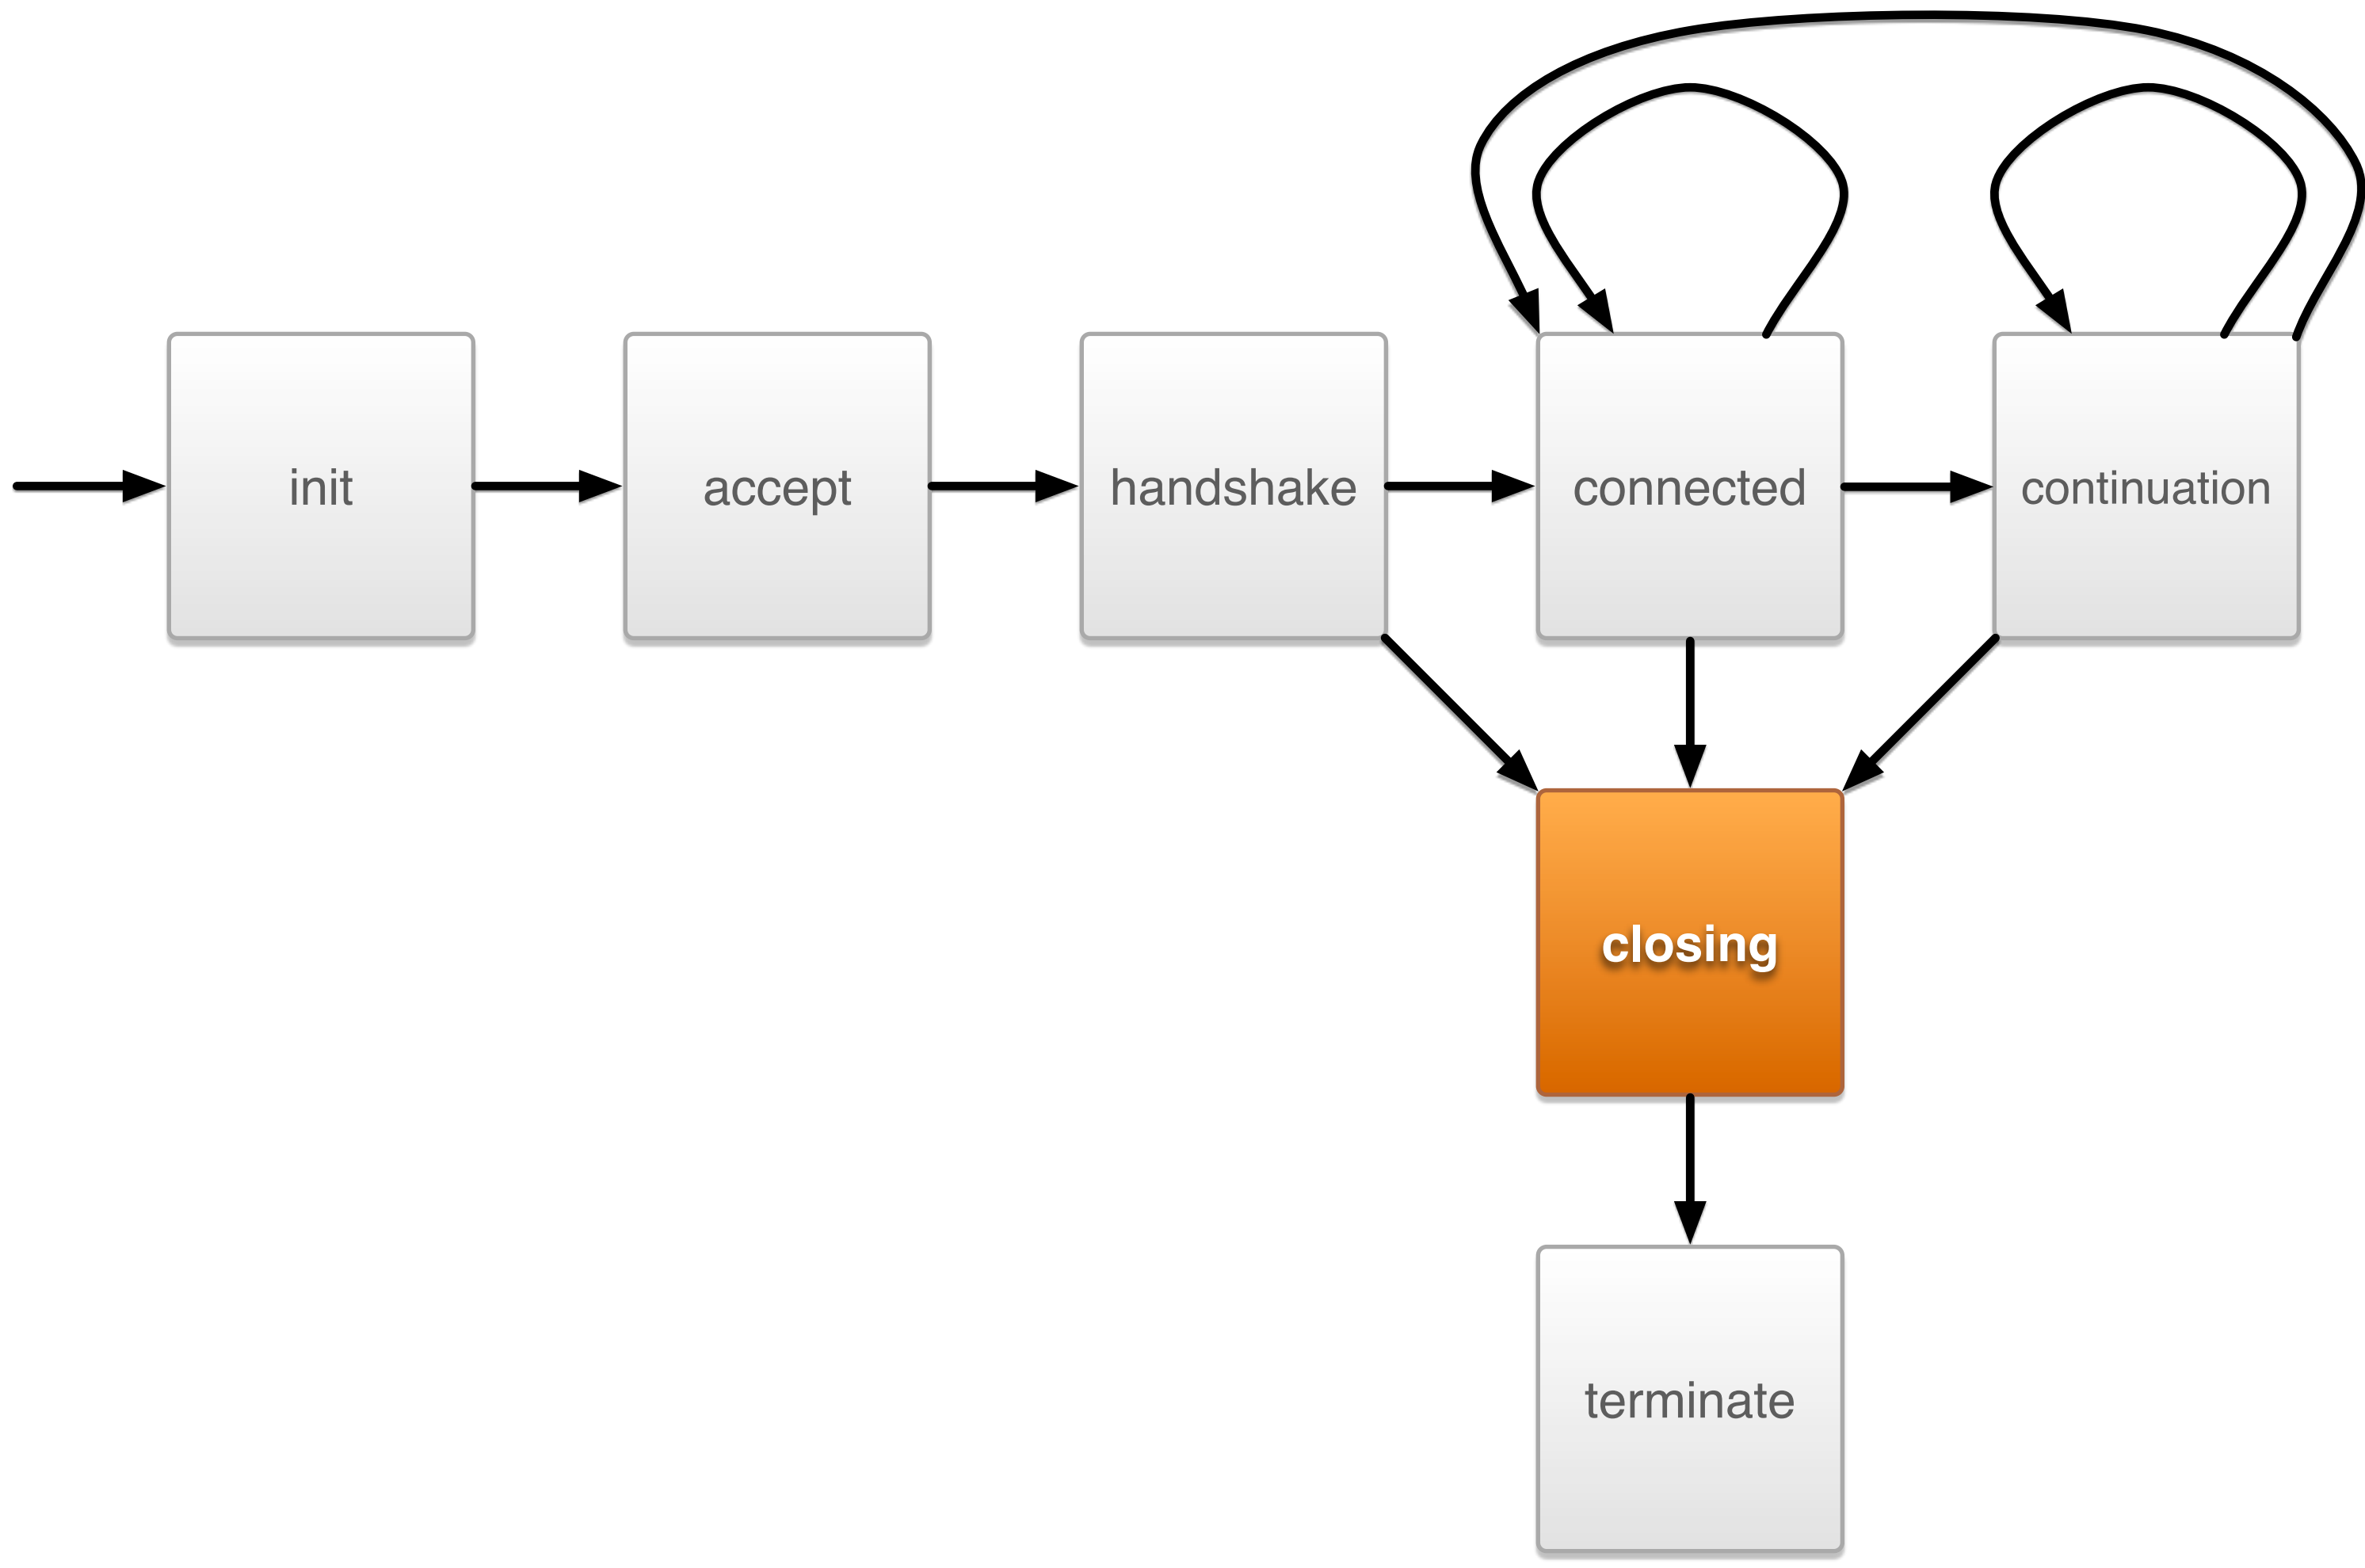 init
accept
handshake
connected
continuation
closing
terminate